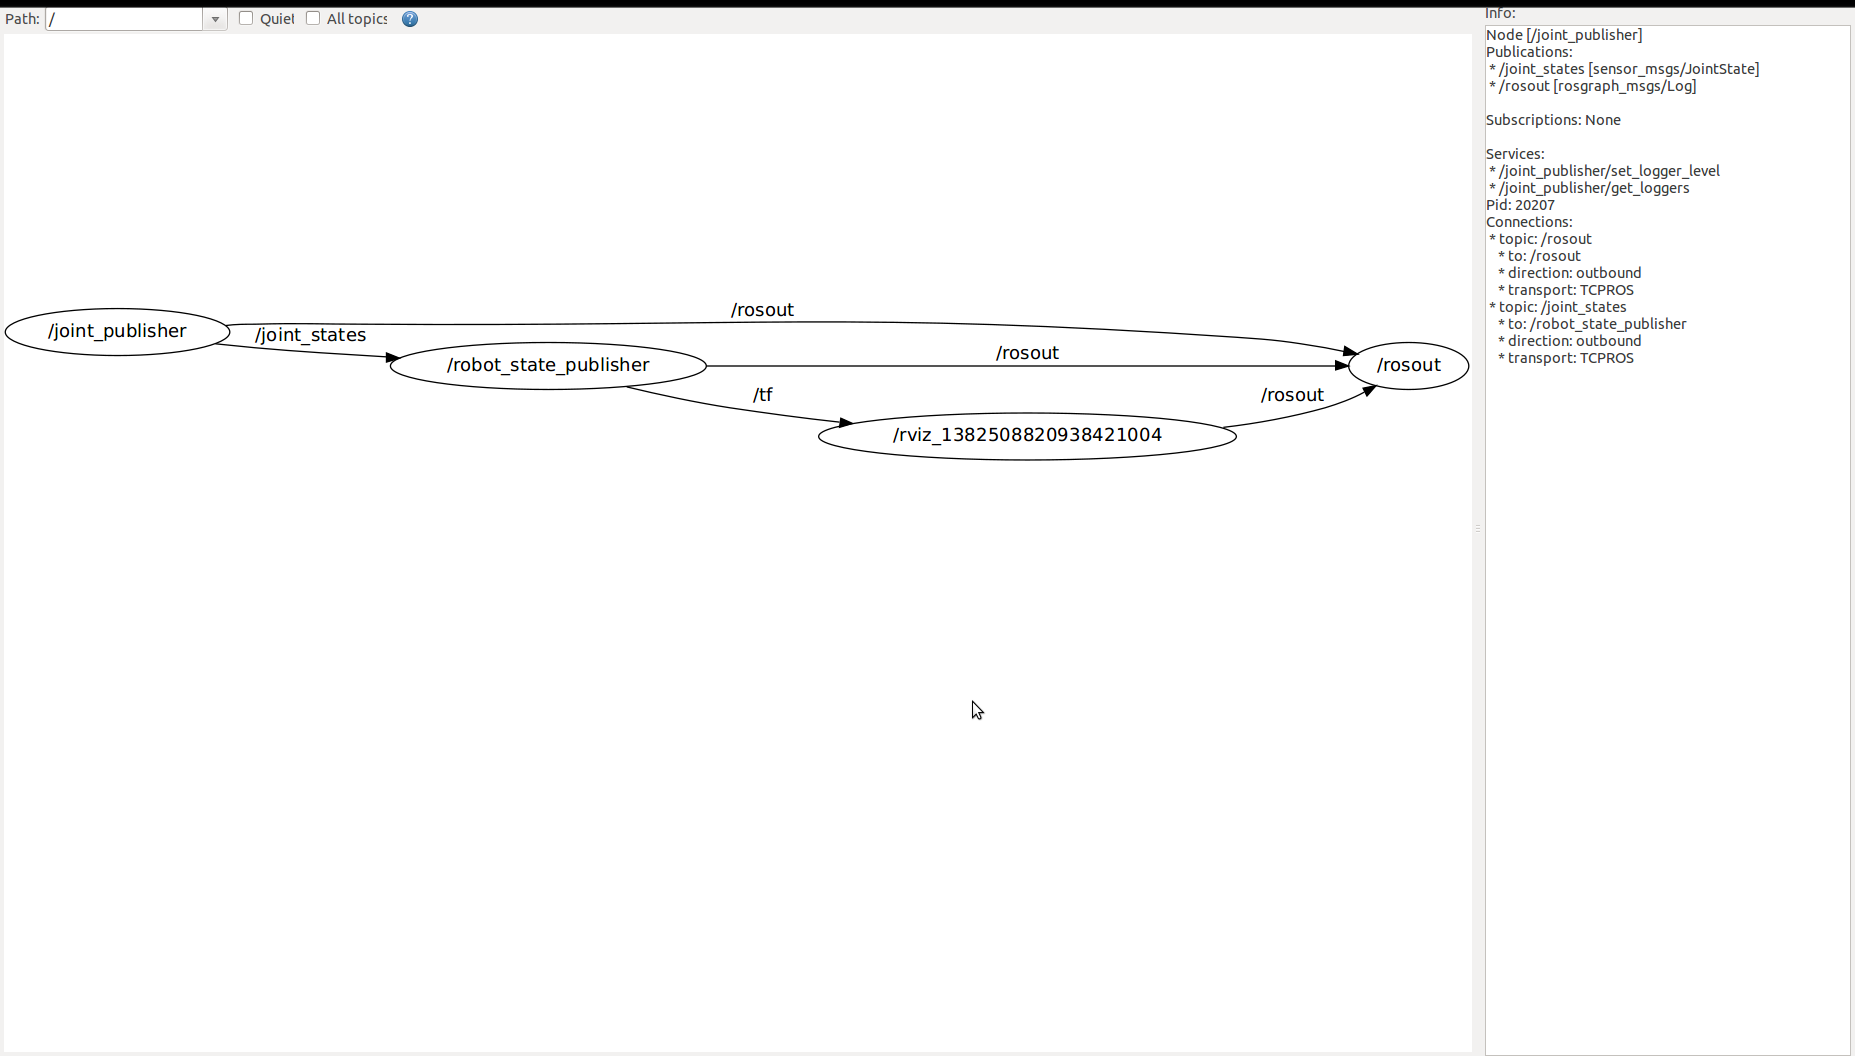 Path: /
Quiet
All topics
?
/joint_publisher
/joint_states
/rosout
/robot_state_publisher
/rosout
/rosout
/tf
/rosout
/rviz_1382508820938421004
Info:
Node [/joint_publisher]
Publications:
* /joint_states [sensor_msgs/JointState]
* /rosout [rosgraph_msgs/Log]
Subscriptions: None
Services:
* /joint_publisher/set_logger_level
* /joint_publisher/get_loggers
Pid: 20207
Connections:
* topic: /rosout
* to: /rosout
* direction: outbound
* transport: TCPROS
* topic: /joint_states
* to: /robot_state_publisher
* direction: outbound
* transport: TCPROS